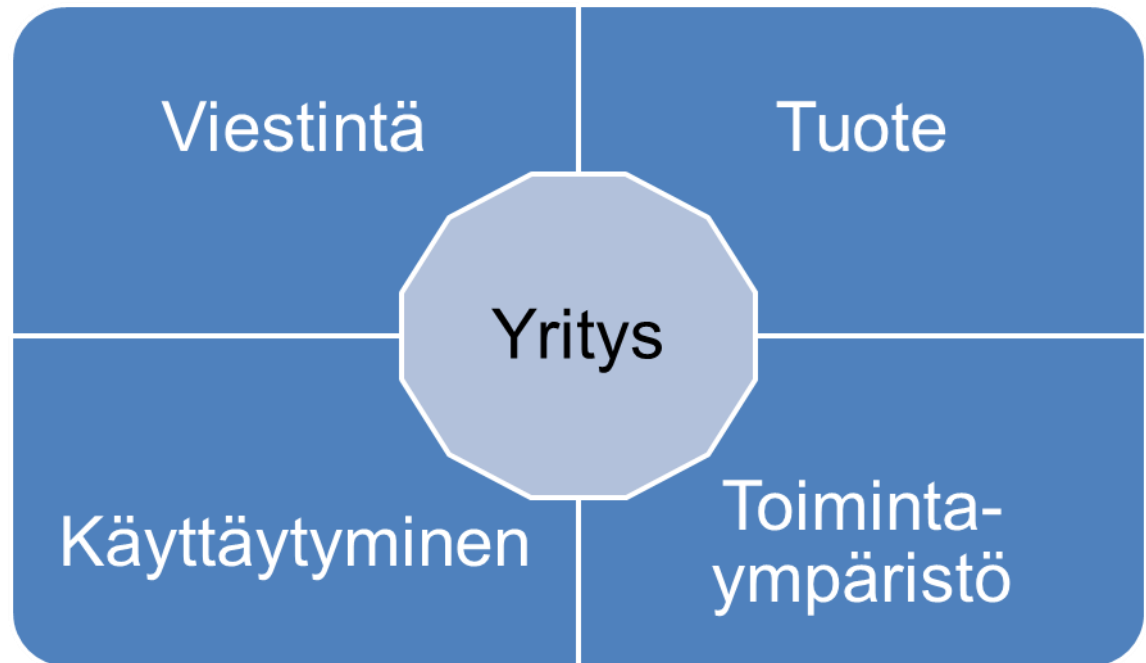 Viestintä
Tuote
Yritys
Käyttäytyminen
Toiminta-
ympäristö